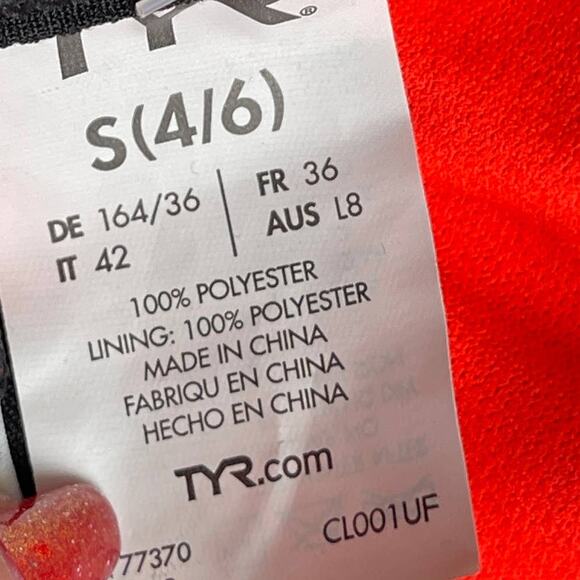 TYR®
S(4/6)
DE 164/36 | FR 36
IT 42 | AUS L8
100% POLYESTER
LINING: 100% POLYESTER
MADE IN CHINA
FABRIQU EN CHINA
HECHO EN CHINA
TYR.com
77370 CL001UF